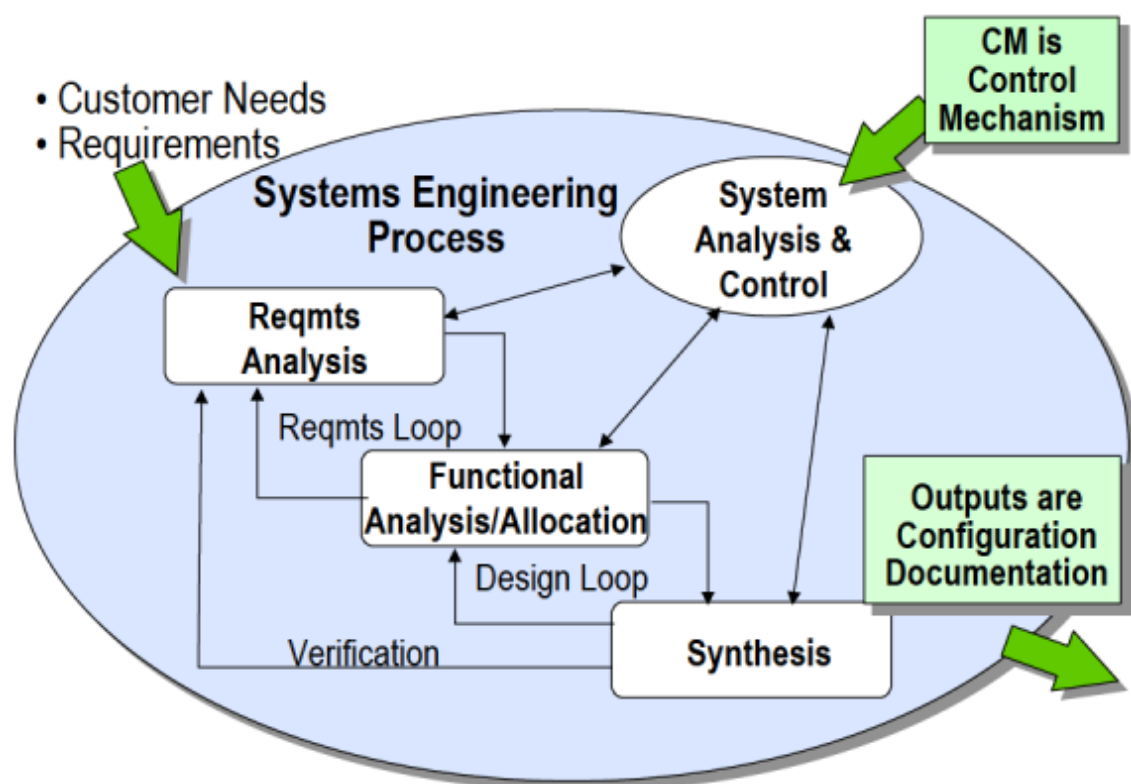 CM is
Control
Mechanism
• Customer Needs
• Requirements
Systems Engineering
Process
System
Analysis &
Control
Reqmts
Analysis
Reqmts Loop
Functional
Analysis/Allocation
Outputs are
Configuration
Documentation
Design Loop
Verification
Synthesis